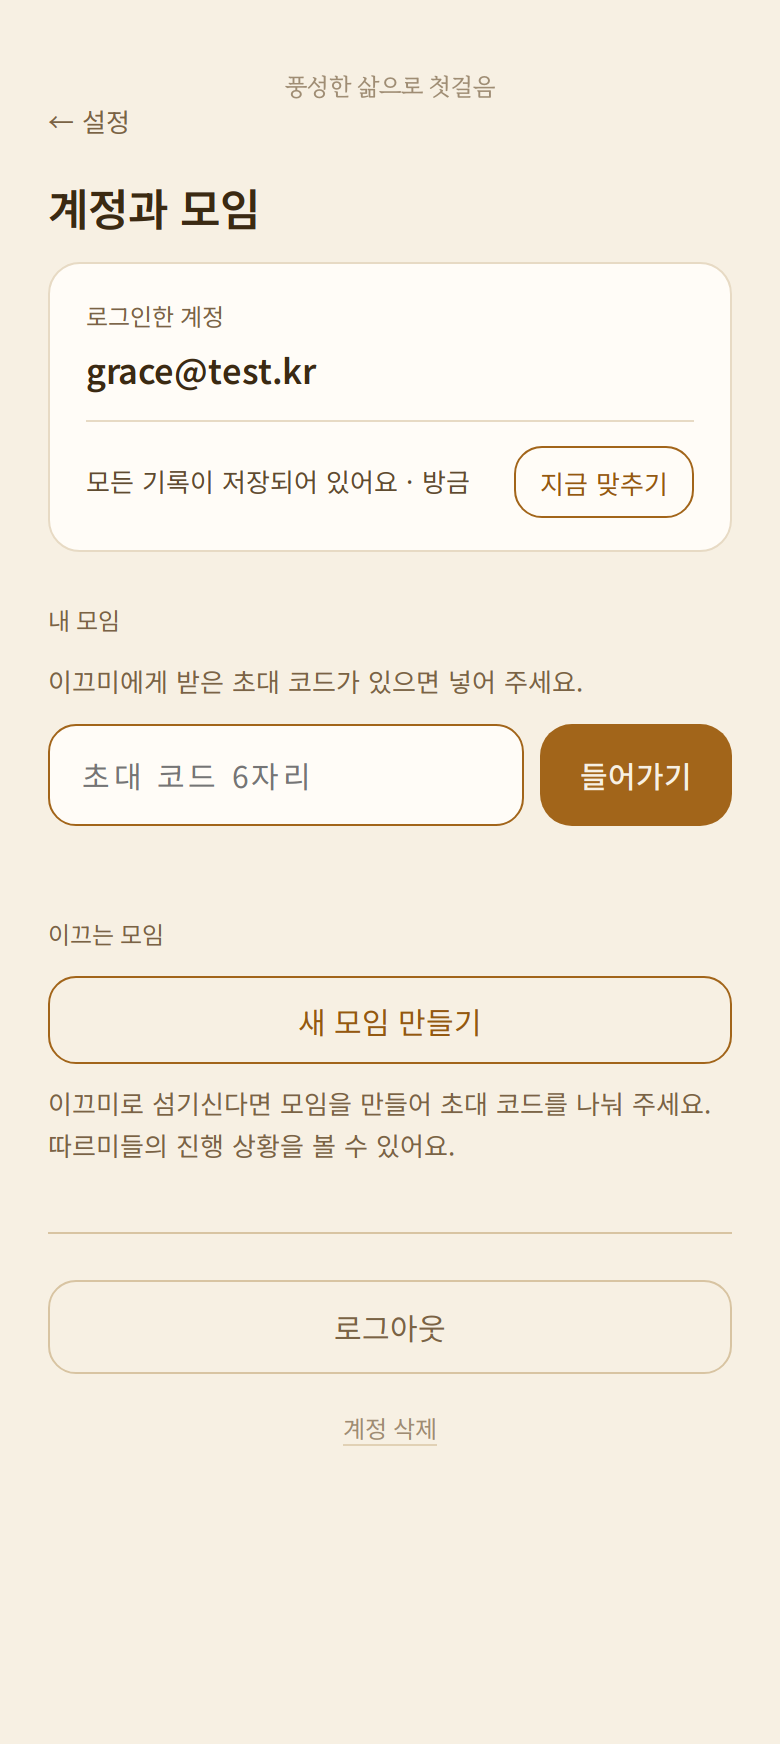 풍성한 삶으로 첫걸음
← 설정
계정과 모임
로그인한 계정
grace@test.kr
모든 기록이 저장되어 있어요 · 방금
지금 맞추기
내 모임
이끄미에게 받은 초대 코드가 있으면 넣어 주세요.
초대 코드 6자리
들어가기
이끄는 모임
새 모임 만들기
이끄미로 섬기신다면 모임을 만들어 초대 코드를 나눠 주세요.
따르미들의 진행 상황을 볼 수 있어요.
로그아웃
계정 삭제